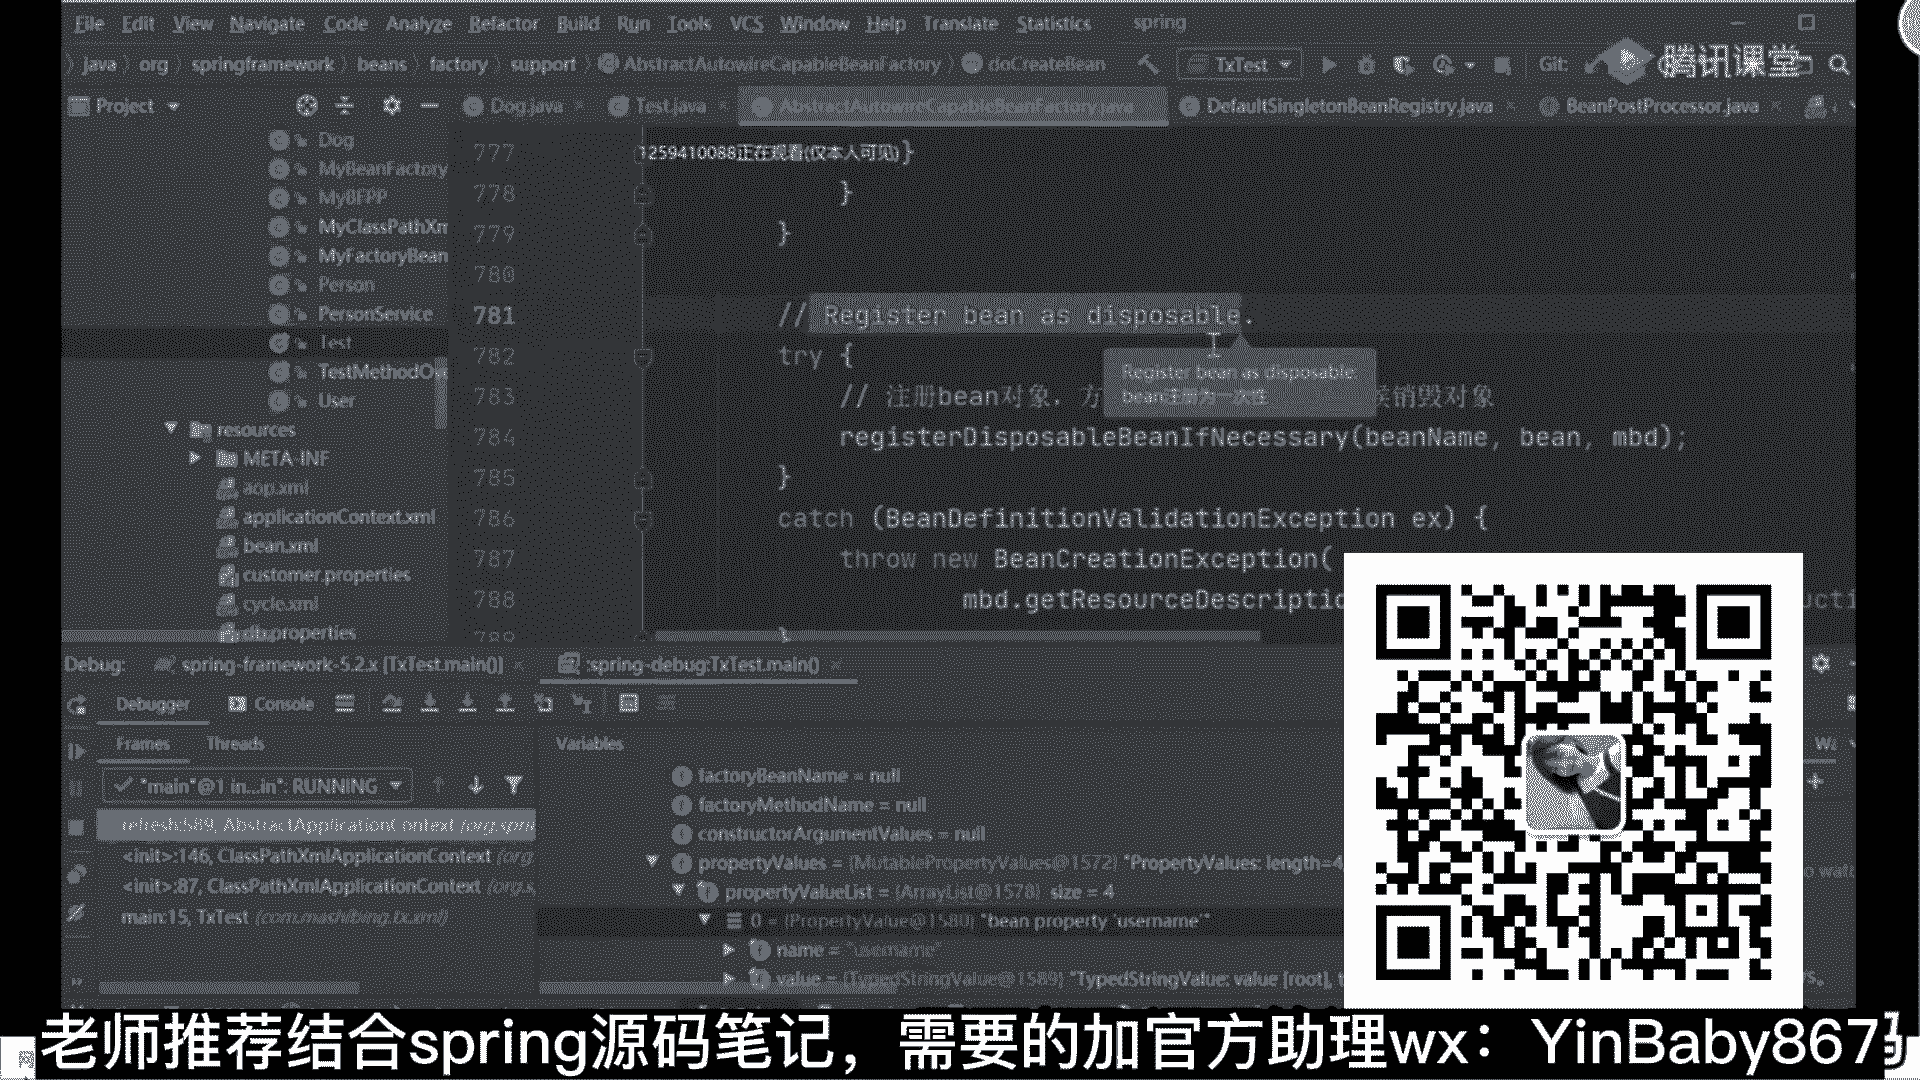 File Edit View Navigate Code Analyze Refactor Build Run Tools VCS Window Help Translate Statistics spring
java org springframework beans factory support AbstractAutowireCapableBeanFactory doCreateBean TxTest Git: 腾讯课堂
Project Dog.java Test.java AbstractAutowireCapableBeanFactory.java DefaultSingletonBeanRegistry.java BeanPostProcessor.java
Dog
MyBeanFactory
MyBFPP
MyClassPathXm
MyFactoryBean
Person
PersonService
Test
TestMethodO
User
resources
META-INF
aop.xml
applicationContext.xml
bean.xml
customer.properties
cycle.xml
db.properties
777 1259410088正在观看(仅本人可见) }
778 }
779 }
780
781 // Register bean as disposable.
782 try {
783 // 注册bean对象，方 候销毁对象
784 registerDisposableBeanIfNecessary(beanName, bean, mbd);
785 }
786 catch (BeanDefinitionValidationException ex) {
787 throw new BeanCreationException(
788 mbd.getResourceDescriptio
789 }
Register bean as disposable.
bean注册为一次性
Debug: spring-framework-5.2.x [TxTest.main()] :spring-debug:TxTest.main()
Debugger Console
Frames Threads Variables
"main"@1 in...in": RUNNING
refresh:589, AbstractApplicationContext (org.spri
<init>:146, ClassPathXmlApplicationContext (org
<init>:87, ClassPathXmlApplicationContext (org.s
main:15, TxTest (com.mashibing.tx.xml)
factoryBeanName = null
factoryMethodName = null
constructorArgumentValues = null
propertyValues = {MutablePropertyValues@1572} "PropertyValues: length=4
propertyValueList = {ArrayList@1578} size = 4
0 = {PropertyValue@1580} "bean property 'username'"
name = "username"
value = {TypedStringValue@1589} "TypedStringValue: value [root], t
老师推荐结合spring源码笔记，需要的加官方助理wx：YinBaby867